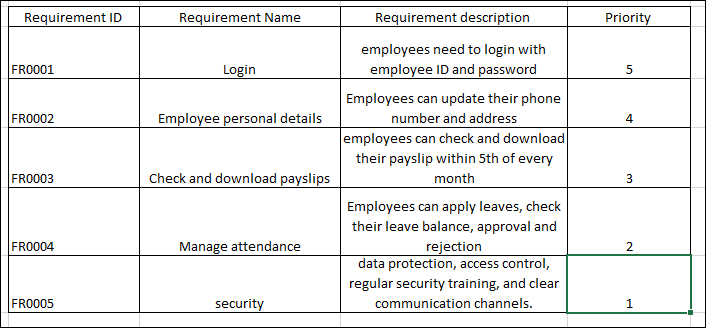 Requirement ID Requirement Name Requirement description Priority
FR0001 Login employees need to login with employee ID and password 5
FR0002 Employee personal details Employees can update their phone number and address 4
FR0003 Check and download payslips employees can check and download their payslip within 5th of every month 3
FR0004 Manage attendance Employees can apply leaves, check their leave balance, approval and rejection 2
FR0005 security data protection, access control, regular security training, and clear communication channels. 1